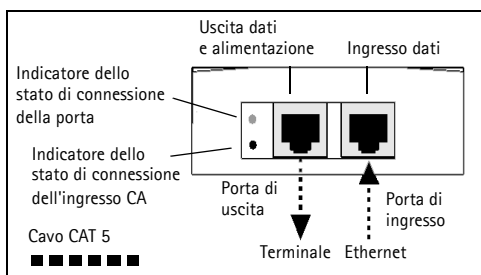 Uscita dati
e alimentazione
Ingresso dati
Indicatore dello
stato di connessione
della porta
Indicatore dello
stato di connessione
dell'ingresso CA
Porta di
uscita
Porta di
ingresso
Cavo CAT 5
Terminale
Ethernet